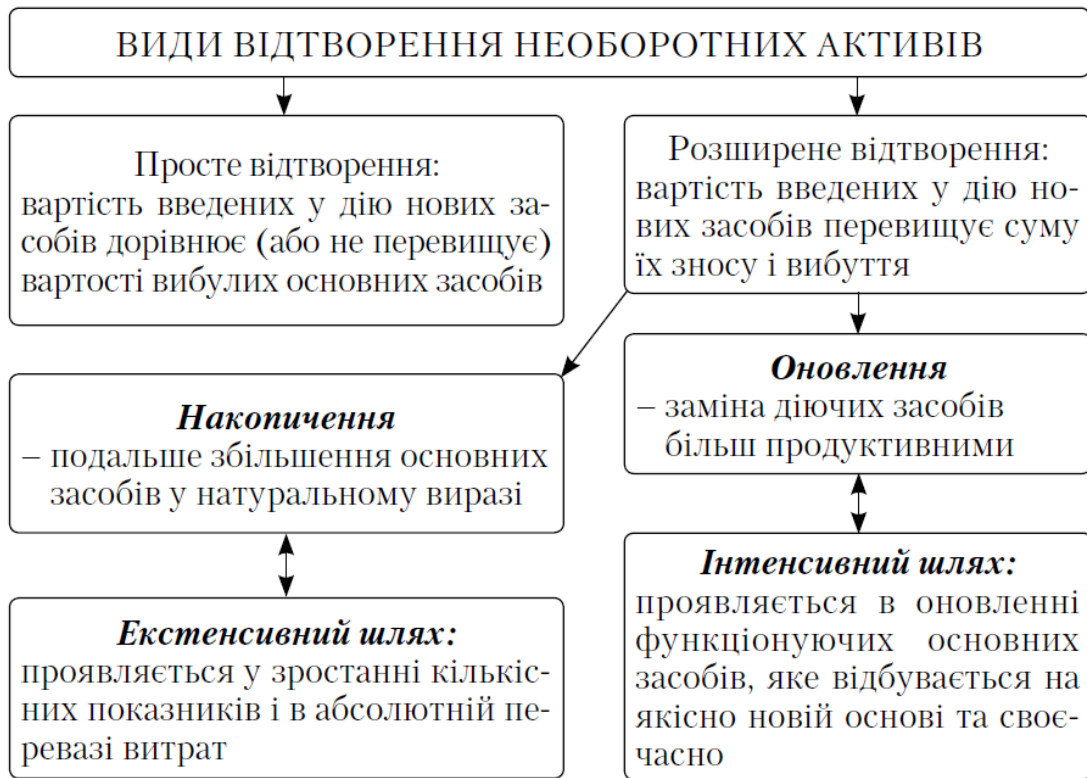 ВИДИ ВІДТВОРЕННЯ НЕОБОРОТНИХ АКТИВІВ
Просте відтворення:
вартість введених у дію нових за-
собів дорівнює (або не перевищує)
вартості вибулих основних засобів
Розширене відтворення:
вартість введених у дію но-
вих засобів перевищує суму
їх зносу і вибуття
Накопичення
– подальше збільшення основних
засобів у натуральному виразі
Оновлення
– заміна діючих засобів
більш продуктивними
Екстенсивний шлях:
проявляється у зростанні кількіс-
них показників і в абсолютній пе-
ревазі витрат
Інтенсивний шлях:
проявляється в оновленні
функціонуючих основних
засобів, яке відбувається на
якісно новій основі та своє-
часно